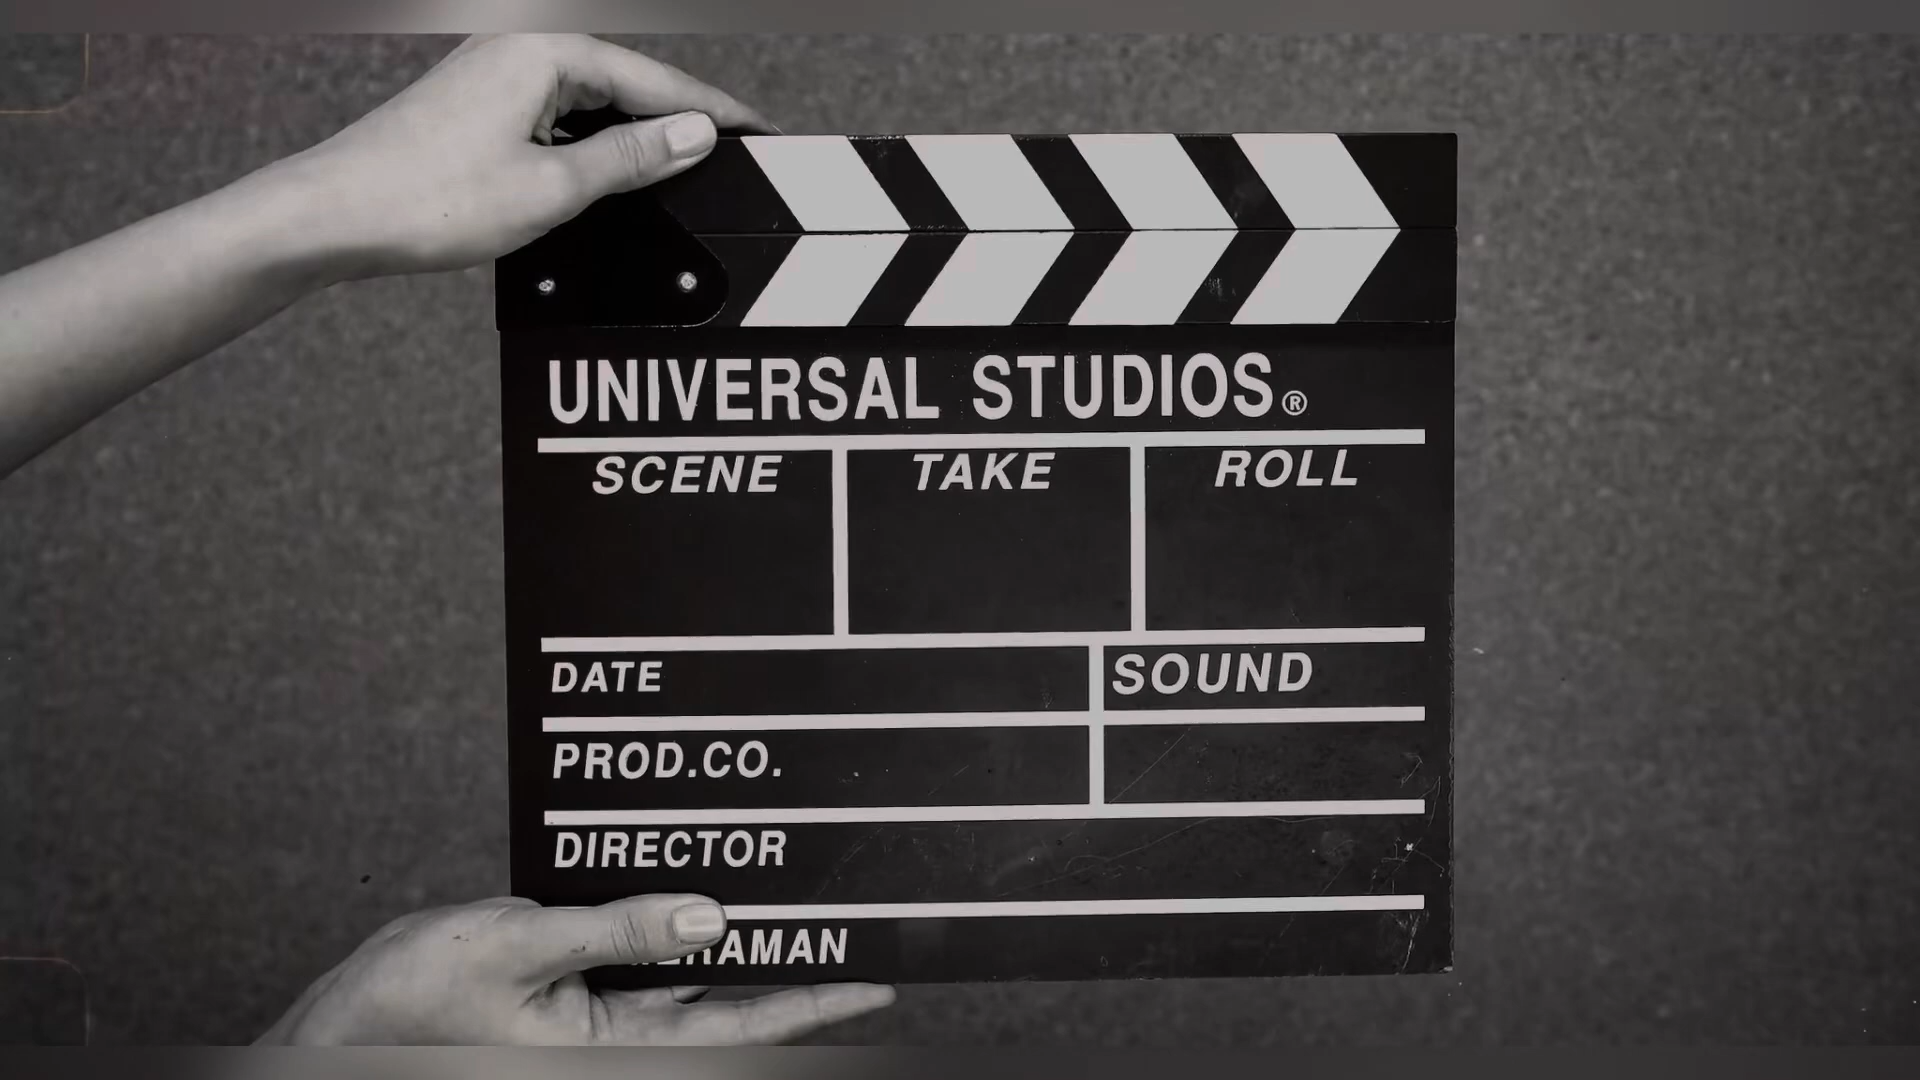 UNIVERSAL STUDIOS®
SCENE TAKE ROLL
DATE SOUND
PROD.CO.
DIRECTOR